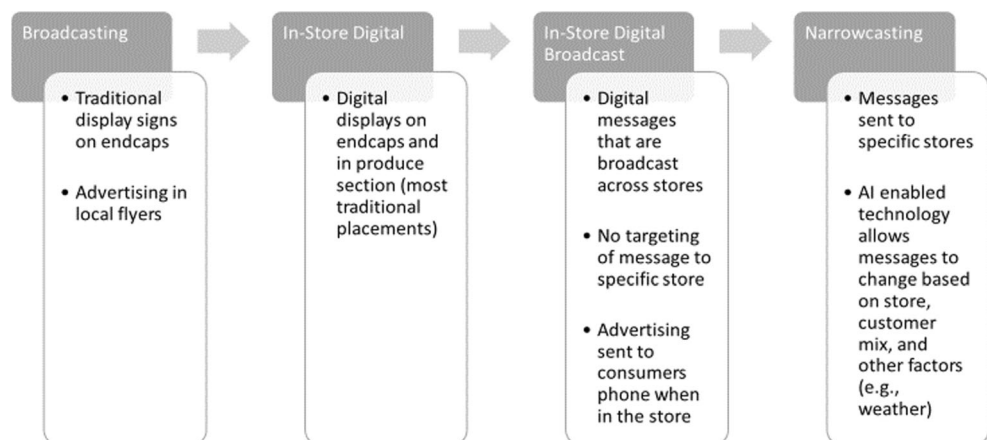 Broadcasting
• Traditional
display signs
on endcaps
• Advertising in
local flyers
In-Store Digital
• Digital
displays on
endcaps and
in produce
section (most
traditional
placements)
In-Store Digital
Broadcast
• Digital
messages
that are
broadcast
across stores
• No targeting
of message to
specific store
• Advertising
sent to
consumers
phone when
in the store
Narrowcasting
• Messages
sent to
specific stores
• AI enabled
technology
allows
messages to
change based
on store,
customer
mix, and
other factors
(e.g.,
weather)